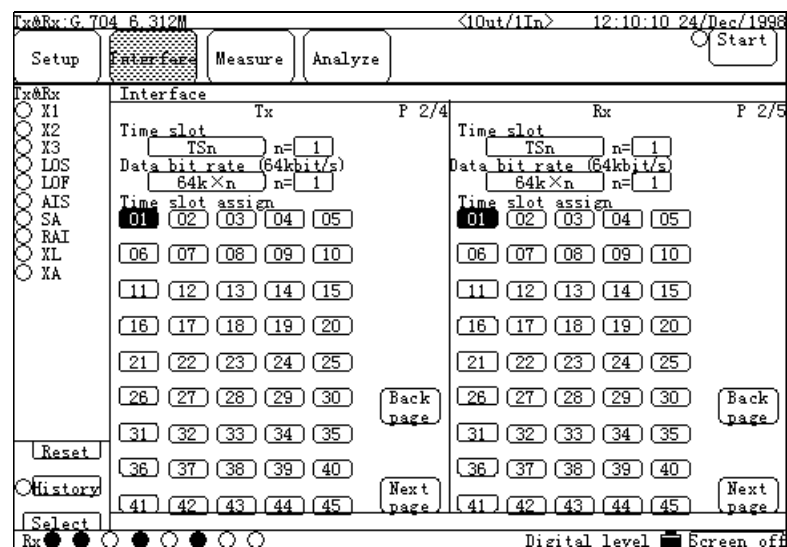 Tx&Rx:G.704 6.312M <1Out/1In> 12:10:10 24/Dec/1998
Setup Interface Measure Analyze Start
Tx&Rx Interface
X1
X2
X3
LOS
LOF
AIS
SA
RAI
XL
XA
Tx P 2/4
Time slot
TSn n= 1
Data bit rate (64kbit/s)
64k×n n= 1
Time slot assign
01 02 03 04 05
06 07 08 09 10
11 12 13 14 15
16 17 18 19 20
21 22 23 24 25
26 27 28 29 30
31 32 33 34 35
36 37 38 39 40
41 42 43 44 45
Back
page
Next
page
Rx P 2/5
Time slot
TSn n= 1
Data bit rate (64kbit/s)
64k×n n= 1
Time slot assign
01 02 03 04 05
06 07 08 09 10
11 12 13 14 15
16 17 18 19 20
21 22 23 24 25
26 27 28 29 30
31 32 33 34 35
36 37 38 39 40
41 42 43 44 45
Back
page
Next
page
Reset
History
Select
Rx Digital level Screen off